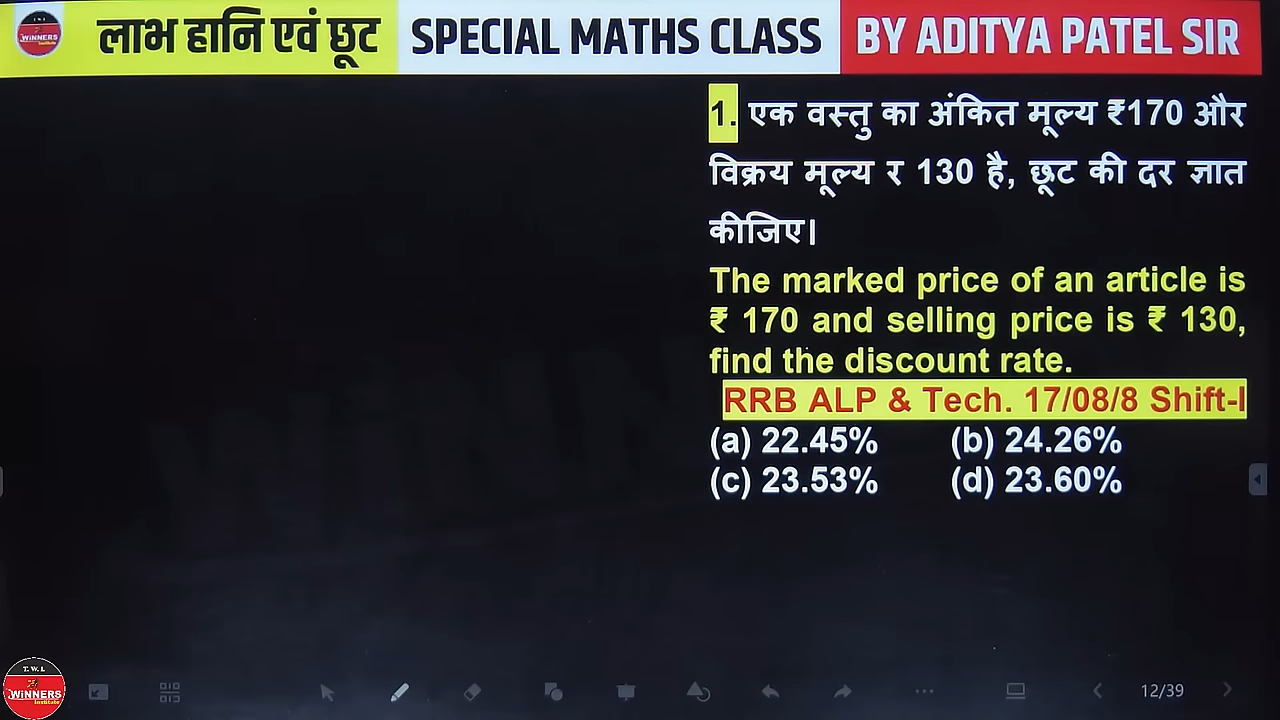 लाभ हानि एवं छूट SPECIAL MATHS CLASS BY ADITYA PATEL SIR
1. एक वस्तु का अंकित मूल्य ₹170 और
विक्रय मूल्य र 130 है, छूट की दर ज्ञात
कीजिए।
The marked price of an article is
₹ 170 and selling price is ₹ 130,
find the discount rate.
RRB ALP & Tech. 17/08/8 Shift-I
(a) 22.45% (b) 24.26%
(c) 23.53% (d) 23.60%
T.W.I.
WiNNERS
Institute
12/39